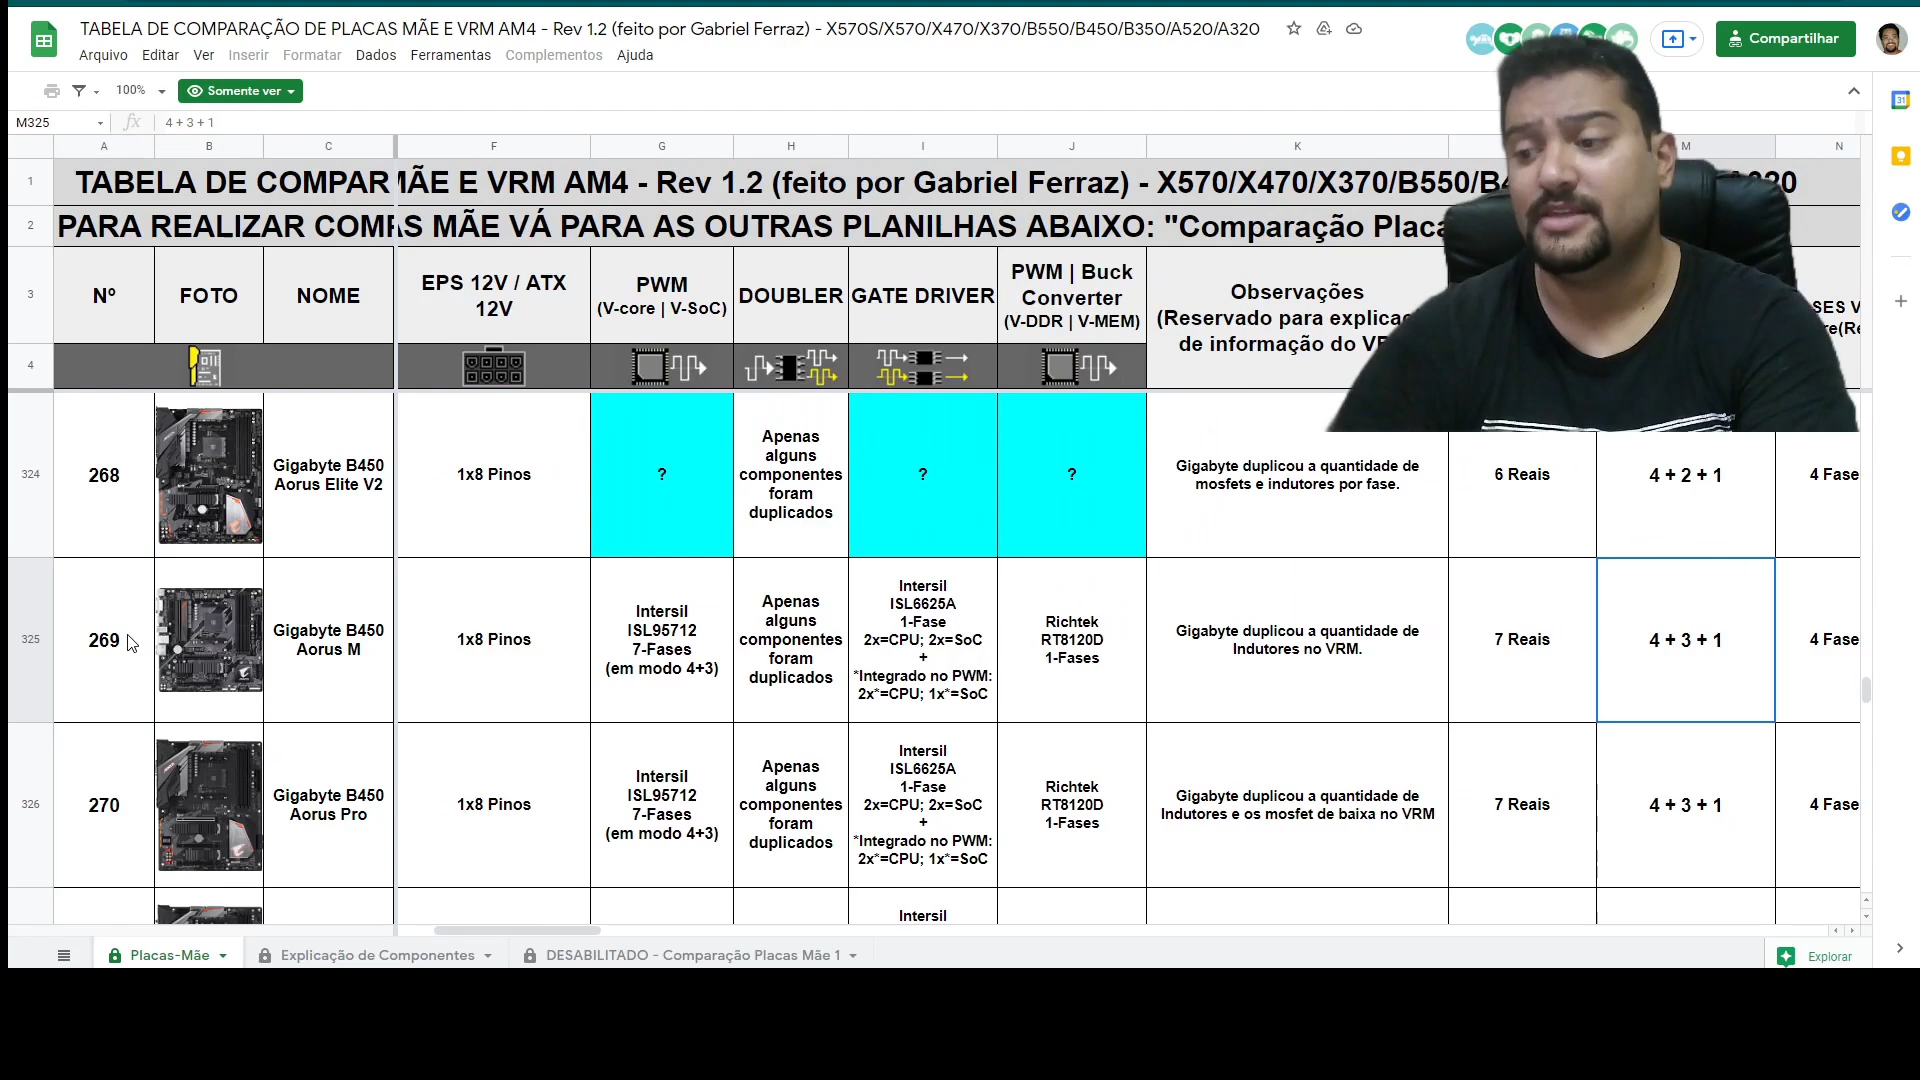 TABELA DE COMPARAÇÃO DE PLACAS MÃE E VRM AM4 - Rev 1.2 (feito por Gabriel Ferraz) - X570S/X570/X470/X370/B550/B450/B350/A520/A320
Compartilhar
Arquivo Editar Ver Inserir Formatar Dados Ferramentas Complementos Ajuda
100% Somente ver
M325 fx 4 + 3 + 1
A B C F G H I J K M N
1 TABELA DE COMPAR MÃE E VRM AM4 - Rev 1.2 (feito por Gabriel Ferraz) - X570/X470/X370/B550/B4
2 PARA REALIZAR COMP S MÃE VÁ PARA AS OUTRAS PLANILHAS ABAIXO: "Comparação Placa
3
Nº
FOTO
NOME
EPS 12V / ATX
12V
PWM
(V-core | V-SoC)
DOUBLER
GATE DRIVER
PWM | Buck
Converter
(V-DDR | V-MEM)
Observações
(Reservado para explicaç
de informação do V
4
324
268
Gigabyte B450
Aorus Elite V2
1x8 Pinos
?
Apenas
alguns
componentes
foram
duplicados
?
?
Gigabyte duplicou a quantidade de
mosfets e indutores por fase.
6 Reais
4 + 2 + 1
4 Fase
325
269
Gigabyte B450
Aorus M
1x8 Pinos
Intersil
ISL95712
7-Fases
(em modo 4+3)
Apenas
alguns
componentes
foram
duplicados
Intersil
ISL6625A
1-Fase
2x=CPU; 2x=SoC
+
*Integrado no PWM:
2x*=CPU; 1x*=SoC
Richtek
RT8120D
1-Fases
Gigabyte duplicou a quantidade de
Indutores no VRM.
7 Reais
4 + 3 + 1
4 Fase
326
270
Gigabyte B450
Aorus Pro
1x8 Pinos
Intersil
ISL95712
7-Fases
(em modo 4+3)
Apenas
alguns
componentes
foram
duplicados
Intersil
ISL6625A
1-Fase
2x=CPU; 2x=SoC
+
*Integrado no PWM:
2x*=CPU; 1x*=SoC
Richtek
RT8120D
1-Fases
Gigabyte duplicou a quantidade de
Indutores e os mosfet de baixa no VRM
7 Reais
4 + 3 + 1
4 Fase
Intersil
Placas-Mãe Explicação de Componentes DESABILITADO - Comparação Placas Mãe 1 Explorar